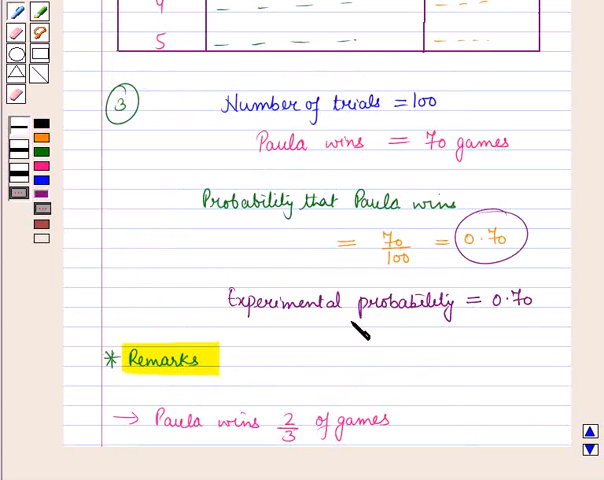 4 - - -
5 - - - - - - -
3 Number of trials = 100
Paula wins = 70 games
Probability that Paula wins
= 70/100 = 0.70
Experimental probability = 0.70
* Remarks
→ Paula wins 2/3 of games